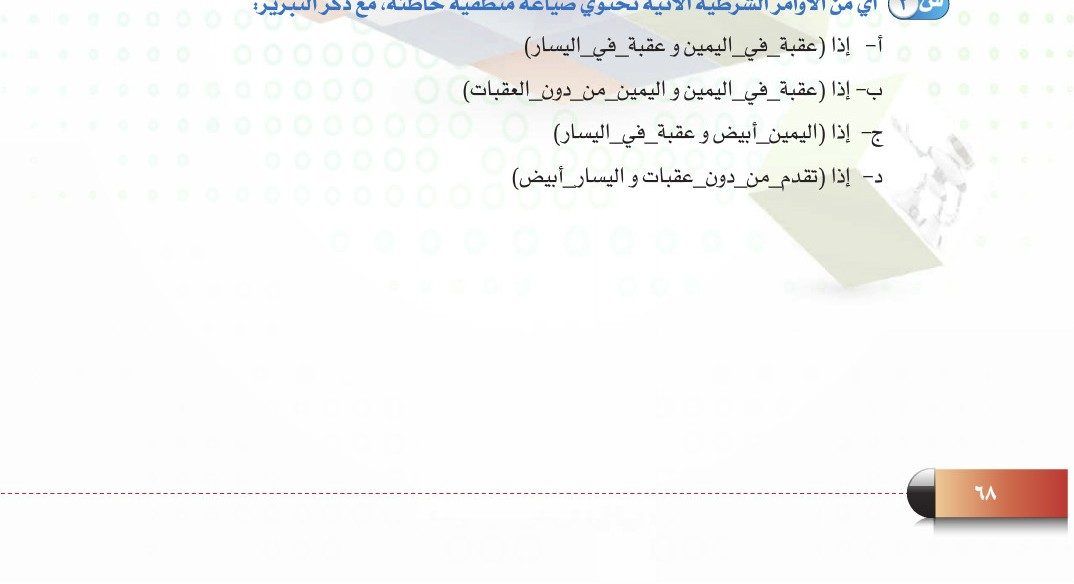 س ٢ أي من الأوامر الشرطية الآتية تحتوي صياغة منطقية خاطئة، مع ذكر التبرير:
أ- إذا (عقبة_في_اليمين و عقبة_في_اليسار)
ب- إذا (عقبة_في_اليمين و اليمين_من_دون_العقبات)
ج- إذا (اليمين_أبيض و عقبة_في_اليسار)
د- إذا (تقدم_من_دون_عقبات و اليسار_أبيض)
٦٨